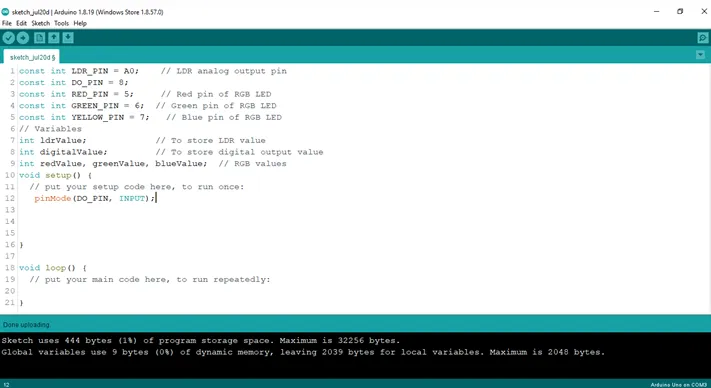 sketch_jul20d | Arduino 1.8.19 (Windows Store 1.8.57.0)
File Edit Sketch Tools Help
sketch_jul20d §
1 const int LDR_PIN = A0;     // LDR analog output pin
2 const int DO_PIN = 8;
3 const int RED_PIN = 5;     // Red pin of RGB LED
4 const int GREEN_PIN = 6;  // Green pin of RGB LED
5 const int YELLOW_PIN = 7;   // Blue pin of RGB LED
6 // Variables
7 int ldrValue;             // To store LDR value
8 int digitalValue;         // To store digital output value
9 int redValue, greenValue, blueValue;  // RGB values
10 void setup() {
11   // put your setup code here, to run once:
12    pinMode(DO_PIN, INPUT);
13
14
15
16 }
17
18 void loop() {
19   // put your main code here, to run repeatedly:
20
21 }
Done uploading.
Sketch uses 444 bytes (1%) of program storage space. Maximum is 32256 bytes.
Global variables use 9 bytes (0%) of dynamic memory, leaving 2039 bytes for local variables. Maximum is 2048 bytes.
12 Arduino Uno on COM3